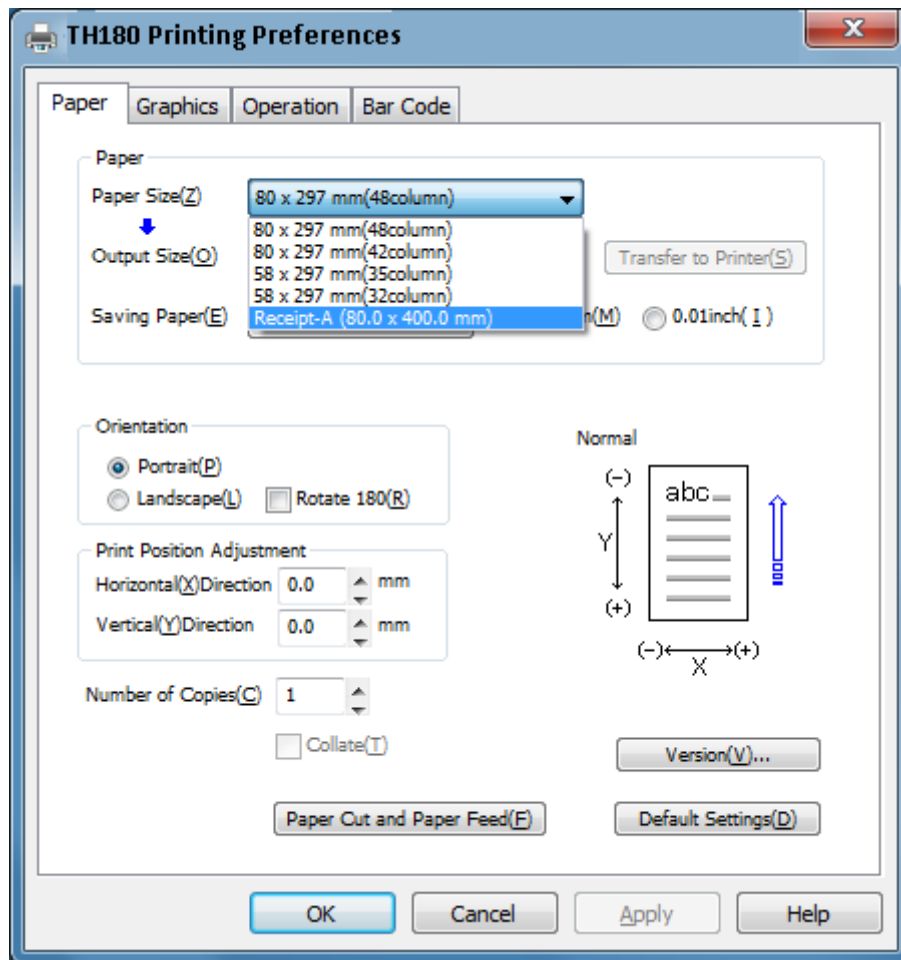 TH180 Printing Preferences
Paper Graphics Operation Bar Code
Paper
Paper Size(Z) 80 x 297 mm(48column)
80 x 297 mm(48column)
80 x 297 mm(42column)
58 x 297 mm(35column)
58 x 297 mm(32column)
Receipt-A (80.0 x 400.0 mm)
Output Size(O) Transfer to Printer(S)
Saving Paper(E) (M) 0.01inch( I )
Orientation
Portrait(P)
Landscape(L) Rotate 180(R)
Print Position Adjustment
Horizontal(X)Direction 0.0 mm
Vertical(Y)Direction 0.0 mm
Number of Copies(C) 1
Collate(T)
Paper Cut and Paper Feed(F)
Normal
(-)
abc
Y
(+)
(-) (+)
X
Version(V)...
Default Settings(D)
OK Cancel Apply Help